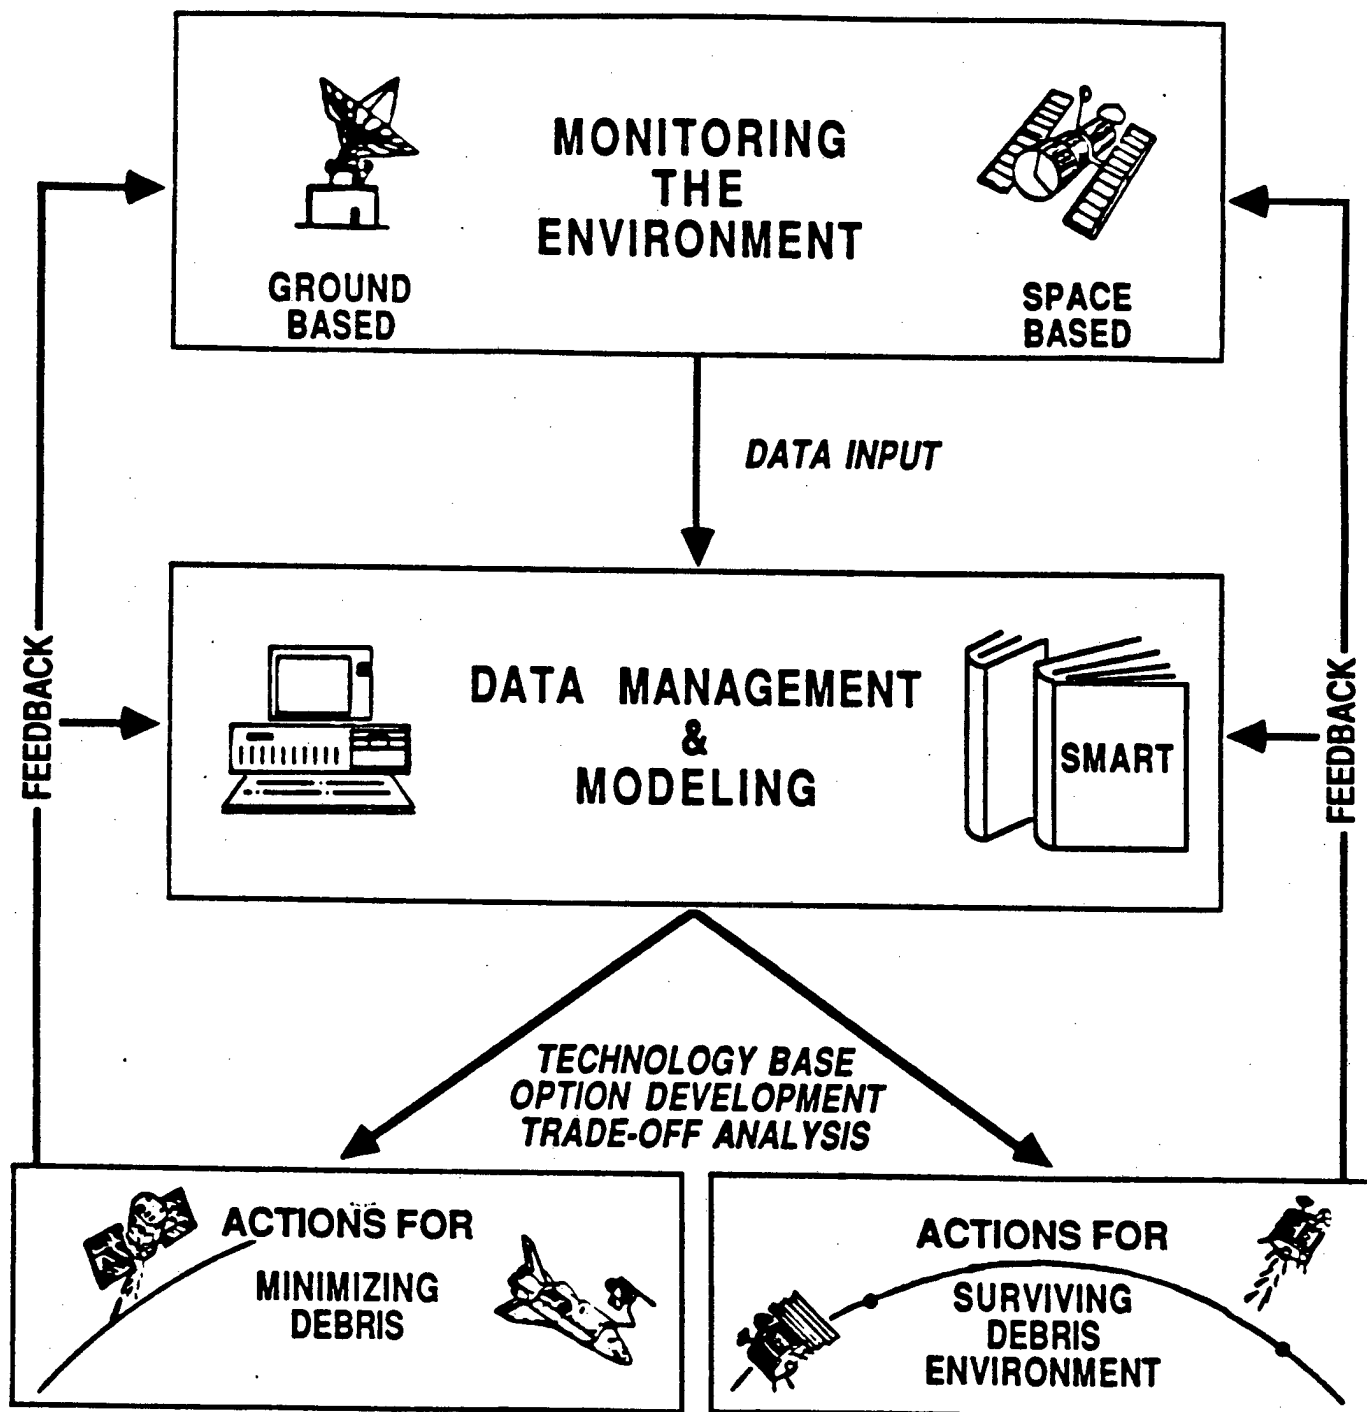 MONITORING
THE
ENVIRONMENT
GROUND
BASED
SPACE
BASED
DATA INPUT
FEEDBACK
DATA MANAGEMENT
&
MODELING
SMART
FEEDBACK
TECHNOLOGY BASE
OPTION DEVELOPMENT
TRADE-OFF ANALYSIS
ACTIONS FOR
MINIMIZING
DEBRIS
ACTIONS FOR
SURVIVING
DEBRIS
ENVIRONMENT